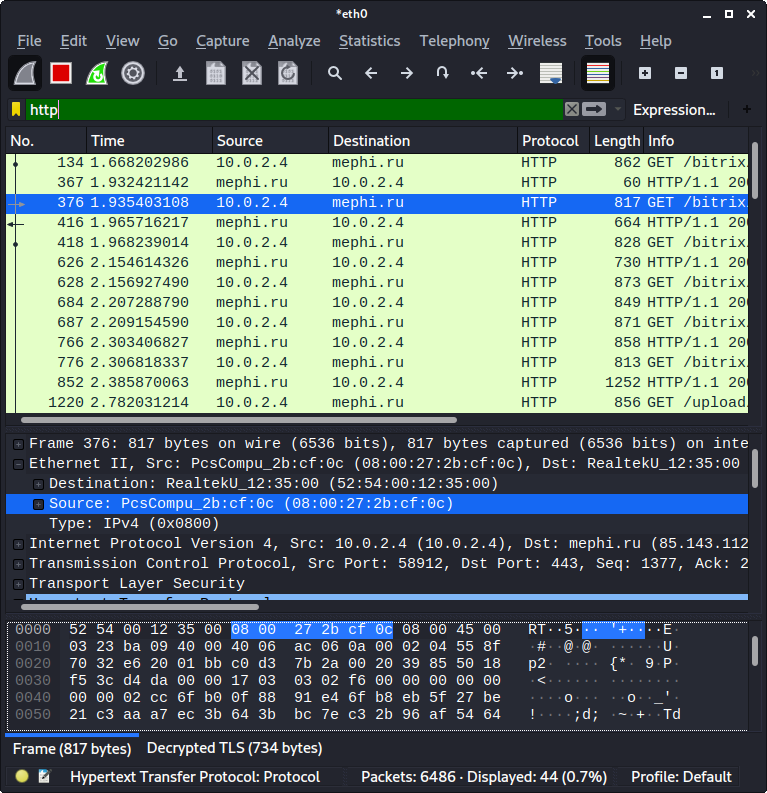 *eth0
File Edit View Go Capture Analyze Statistics Telephony Wireless Tools Help
http Expression... +
No. Time Source Destination Protocol Length Info
134 1.668202986 10.0.2.4 mephi.ru HTTP 862 GET /bitrix
367 1.932421142 mephi.ru 10.0.2.4 HTTP 60 HTTP/1.1 200
376 1.935403108 10.0.2.4 mephi.ru HTTP 817 GET /bitrix
416 1.965716217 mephi.ru 10.0.2.4 HTTP 664 HTTP/1.1 200
418 1.968239014 10.0.2.4 mephi.ru HTTP 828 GET /bitrix
626 2.154614326 mephi.ru 10.0.2.4 HTTP 730 HTTP/1.1 200
628 2.156927490 10.0.2.4 mephi.ru HTTP 873 GET /bitrix
684 2.207288790 mephi.ru 10.0.2.4 HTTP 849 HTTP/1.1 200
687 2.209154590 10.0.2.4 mephi.ru HTTP 871 GET /bitrix
766 2.303406827 mephi.ru 10.0.2.4 HTTP 858 HTTP/1.1 200
776 2.306818337 10.0.2.4 mephi.ru HTTP 813 GET /bitrix
852 2.385870063 mephi.ru 10.0.2.4 HTTP 1252 HTTP/1.1 200
1220 2.782031214 10.0.2.4 mephi.ru HTTP 856 GET /upload
Frame 376: 817 bytes on wire (6536 bits), 817 bytes captured (6536 bits) on inte
Ethernet II, Src: PcsCompu_2b:cf:0c (08:00:27:2b:cf:0c), Dst: RealtekU_12:35:00
Destination: RealtekU_12:35:00 (52:54:00:12:35:00)
Source: PcsCompu_2b:cf:0c (08:00:27:2b:cf:0c)
Type: IPv4 (0x0800)
Internet Protocol Version 4, Src: 10.0.2.4 (10.0.2.4), Dst: mephi.ru (85.143.112
Transmission Control Protocol, Src Port: 58912, Dst Port: 443, Seq: 1377, Ack: 2
Transport Layer Security
0000 52 54 00 12 35 00 08 00 27 2b cf 0c 08 00 45 00 RT··5··· '+····E·
0010 03 23 ba 09 40 00 40 06 ac 06 0a 00 02 04 55 8f ·#··@·@· ······U·
0020 70 32 e6 20 01 bb c0 d3 7b 2a 00 20 39 85 50 18 p2· ···· {*· 9·P·
0030 f5 3c d4 da 00 00 17 03 03 02 f6 00 00 00 00 00 ·<······ ········
0040 00 00 02 cc 6f fb 0f 88 91 e4 6f b8 eb 5f 27 be ····o··· ··o··_'·
0050 21 c3 aa a7 ec 3b 64 3b bc 7e c3 2b 96 af 54 64 !····;d; ·~·+··Td
Frame (817 bytes) Decrypted TLS (734 bytes)
Hypertext Transfer Protocol: Protocol Packets: 6486 · Displayed: 44 (0.7%) Profile: Default